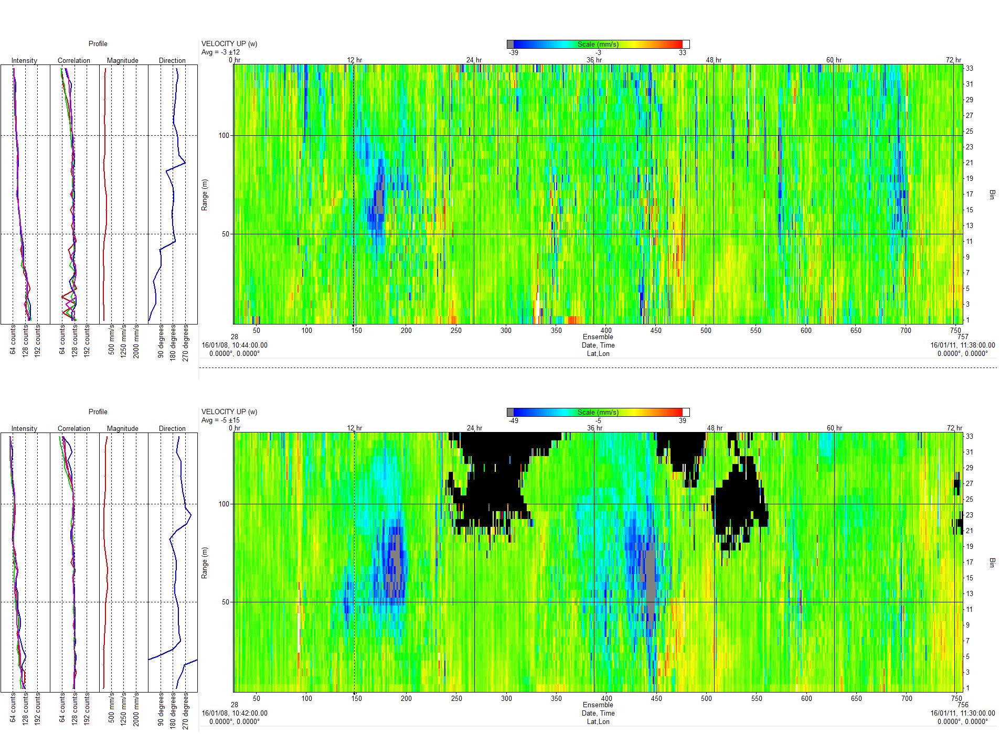 Profile
VELOCITY UP (w)
Avg = -3 ±12
Scale (mm/s)
-39 -3 33
Intensity Correlation Magnitude Direction
0 hr 12 hr 24 hr 36 hr 48 hr 60 hr 72 hr
33
31
29
27
25
23
21
19
17
15
13
11
9
7
5
3
1
Bin
100
50
Range (m)
64 counts 128 counts 192 counts 64 counts 128 counts 192 counts 500 mm/s 1250 mm/s 2000 mm/s 90 degrees 180 degrees 270 degrees
50 100 150 200 250 300 350 400 450 500 550 600 650 700 750
28 Ensemble 757
16/01/08, 10:44:00.00 Date, Time 16/01/11, 11:38:00.00
0.0000°, 0.0000° Lat,Lon 0.0000°, 0.0000°
Profile
VELOCITY UP (w)
Avg = -5 ±15
Scale (mm/s)
-49 -5 39
Intensity Correlation Magnitude Direction
0 hr 12 hr 24 hr 36 hr 48 hr 60 hr 72 hr
33
31
29
27
25
23
21
19
17
15
13
11
9
7
5
3
1
Bin
100
50
Range (m)
64 counts 128 counts 192 counts 64 counts 128 counts 192 counts 500 mm/s 1250 mm/s 2000 mm/s 90 degrees 180 degrees 270 degrees
50 100 150 200 250 300 350 400 450 500 550 600 650 700 750
28 Ensemble 756
16/01/08, 10:42:00.00 Date, Time 16/01/11, 11:30:00.00
0.0000°, 0.0000° Lat,Lon 0.0000°, 0.0000°